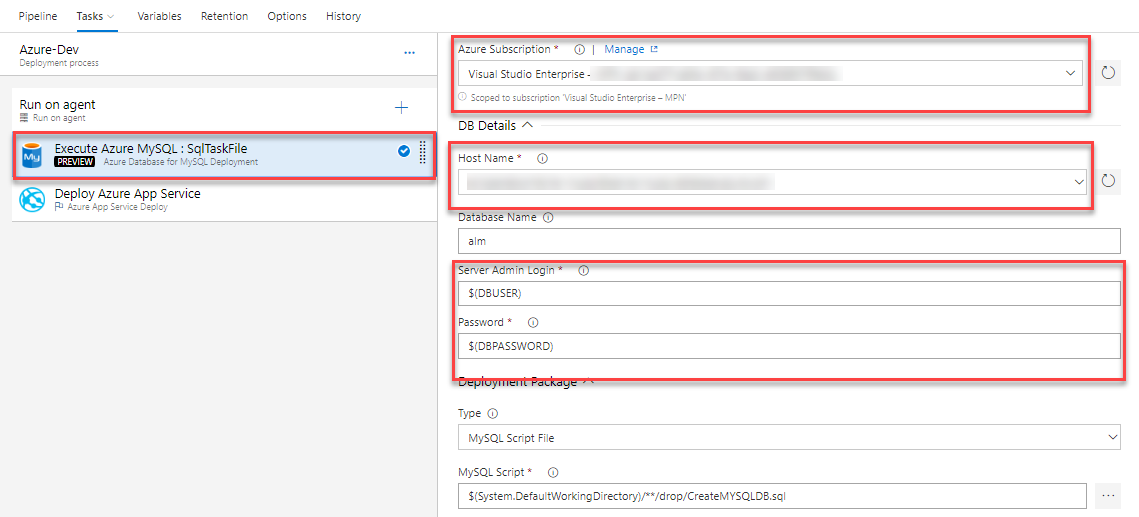 Pipeline Tasks Variables Retention Options History
Azure-Dev
Deployment process
Run on agent
Run on agent
My
Execute Azure MySQL : SqlTaskFile
PREVIEW Azure Database for MySQL Deployment
Deploy Azure App Service
Azure App Service Deploy
Azure Subscription * | Manage
Visual Studio Enterprise -
Scoped to subscription 'Visual Studio Enterprise – MPN'
DB Details
Host Name *
Database Name
alm
Server Admin Login *
$(DBUSER)
Password *
$(DBPASSWORD)
Deployment Package
Type
MySQL Script File
MySQL Script *
$(System.DefaultWorkingDirectory)/**/drop/CreateMYSQLDB.sql